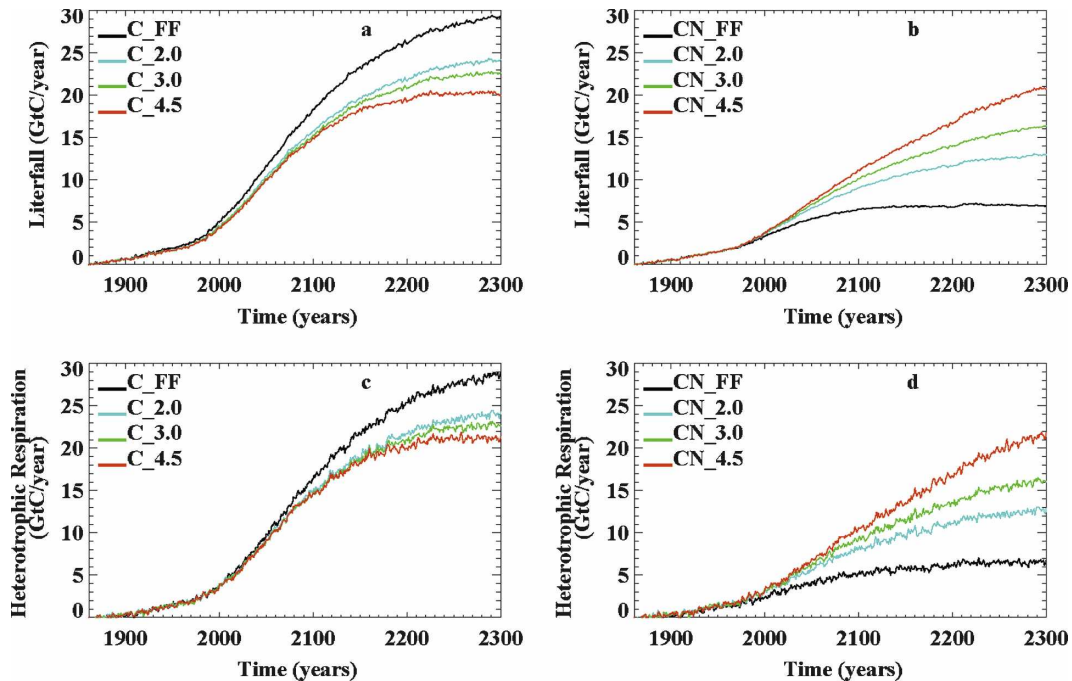 30
25
20
15
10
5
0
Literfall (GtC/year)
C_FF
C_2.0
C_3.0
C_4.5
a
1900 2000 2100 2200 2300
Time (years)
30
25
20
15
10
5
0
Literfall (GtC/year)
CN_FF
CN_2.0
CN_3.0
CN_4.5
b
1900 2000 2100 2200 2300
Time (years)
30
25
20
15
10
5
0
Heterotrophic Respiration
(GtC/year)
C_FF
C_2.0
C_3.0
C_4.5
c
1900 2000 2100 2200 2300
Time (years)
30
25
20
15
10
5
0
Heterotrophic Respiration
(GtC/year)
CN_FF
CN_2.0
CN_3.0
CN_4.5
d
1900 2000 2100 2200 2300
Time (years)